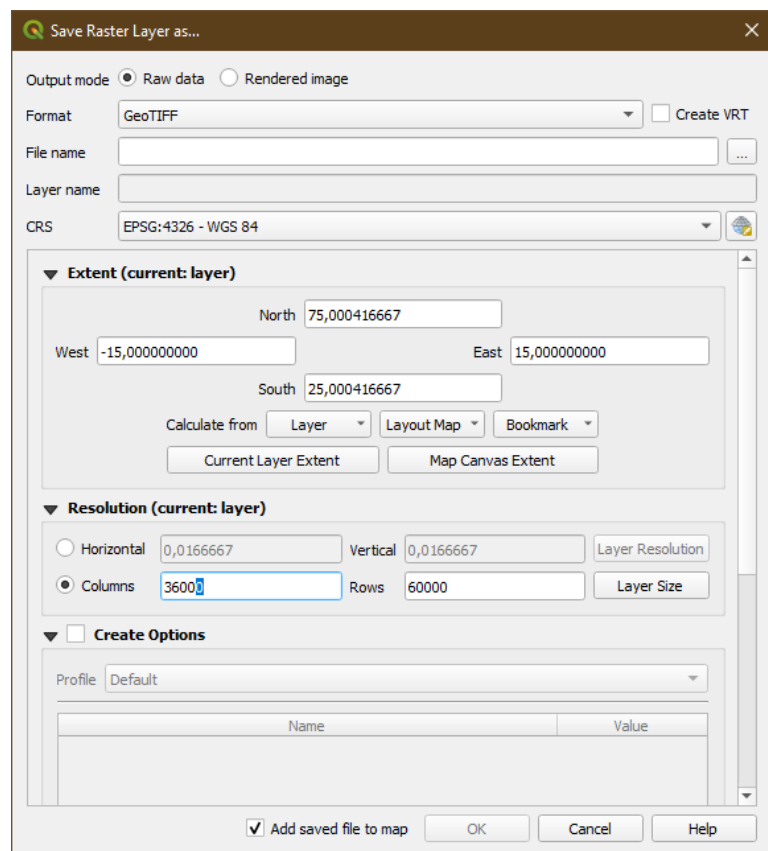 Save Raster Layer as...
Output mode Raw data Rendered image
Format GeoTIFF Create VRT
File name ...
Layer name
CRS EPSG:4326 - WGS 84
Extent (current: layer)
North 75,000416667
West -15,000000000 East 15,000000000
South 25,000416667
Calculate from Layer Layout Map Bookmark
Current Layer Extent Map Canvas Extent
Resolution (current: layer)
Horizontal 0,0166667 Vertical 0,0166667 Layer Resolution
Columns 36000 Rows 60000 Layer Size
Create Options
Profile Default
Name Value
Add saved file to map OK Cancel Help